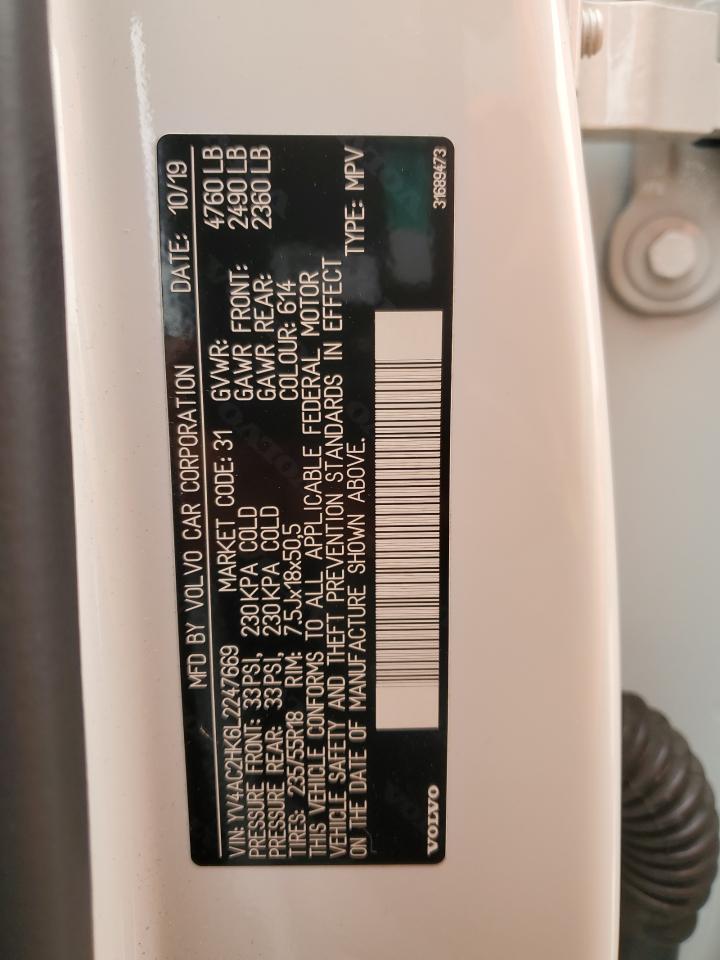 MFD BY VOLVO CAR CORPORATION DATE: 10/19
MARKET CODE: 31 GVWR: 4760 LB
VIN: YV4AC2HK6L2247669
PRESSURE FRONT: 33PSI, 230KPA COLD GAWR FRONT: 2490 LB
PRESSURE REAR: 33PSI, 230KPA COLD GAWR REAR: 2360 LB
TIRES: 235/55R18 RIM: 7.5Jx18x50,5 COLOUR: 614
THIS VEHICLE CONFORMS TO ALL APPLICABLE FEDERAL MOTOR
VEHICLE SAFETY AND THEFT PREVENTION STANDARDS IN EFFECT
ON THE DATE OF MANUFACTURE SHOWN ABOVE. TYPE: MPV
VOLVO 31689473